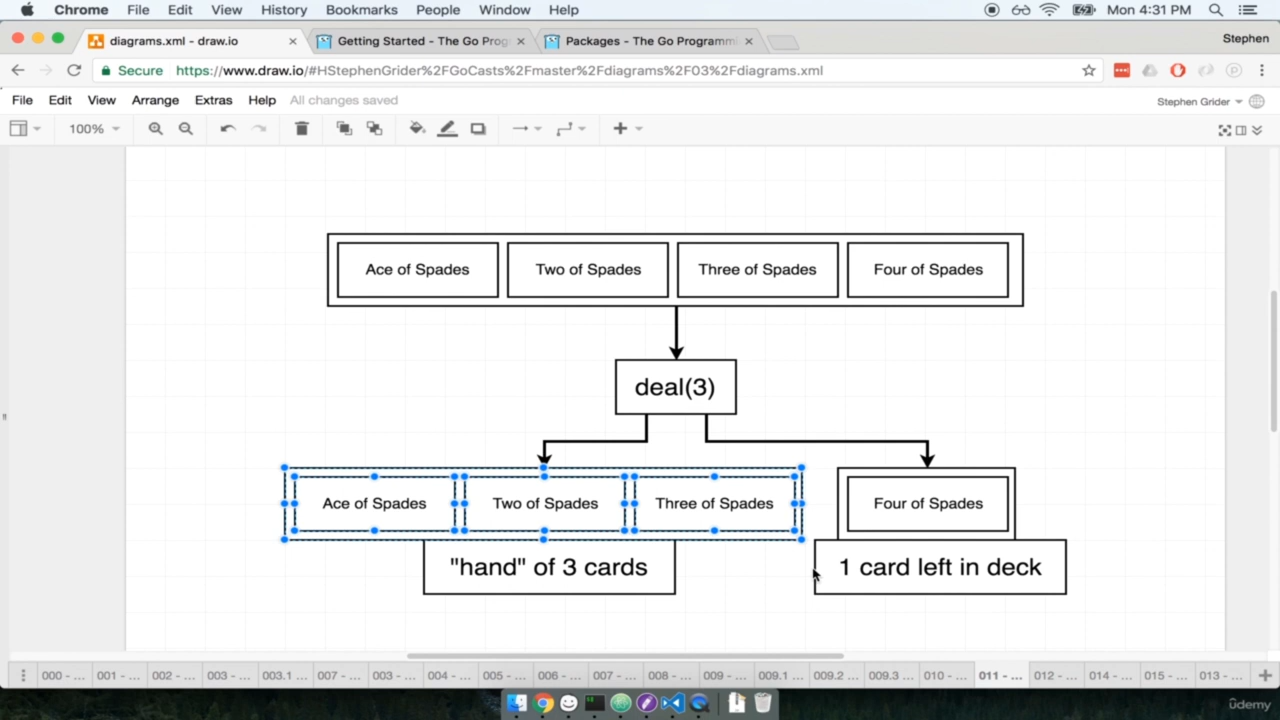 Chrome File Edit View History Bookmarks People Window Help Mon 4:31 PM
diagrams.xml - draw.io Getting Started - The Go Prog Packages - The Go Programmi Stephen
Secure https://www.draw.io/#HStephenGrider%2FGoCasts%2Fmaster%2Fdiagrams%2F03%2Fdiagrams.xml
File Edit View Arrange Extras Help All changes saved Stephen Grider
100%
Ace of Spades Two of Spades Three of Spades Four of Spades
deal(3)
Ace of Spades Two of Spades Three of Spades Four of Spades
"hand" of 3 cards 1 card left in deck
000 - ... 001 - ... 002 - ... 003 - ... 003.1 ... 007 - ... 003 - ... 004 - ... 005 - ... 006 - ... 007 - ... 008 - ... 009 - ... 009.1 ... 009.2 ... 009.3 ... 010 - ... 011 - ... 012 - ... 014 - ... 015 - ... 013 - ...
ûdemy